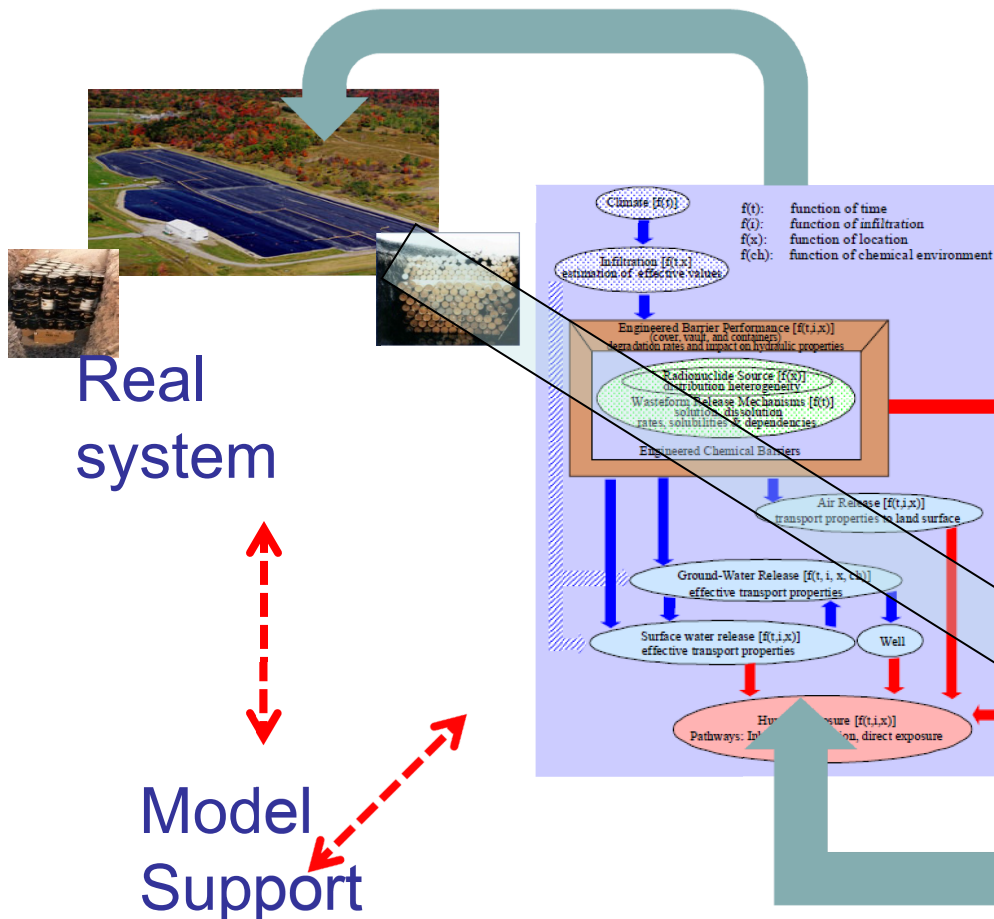 Climate [f(t)]
f(t): function of time
f(i): function of infiltration
f(x): function of location
f(ch): function of chemical environment
Infiltration [f(t,x]
estimation of effective values
Engineered Barrier Performance [f(t,i,x)]
(cover, vault, and containers)
degradation rates and impact on hydraulic properties
Radionuclide Source [f(x)]
distribution heterogeneity
Wasteform Release Mechanisms [f(t)]
solution, dissolution
rates, solubilities & dependencies
Engineered Chemical Barriers
Real
system
Air Release [f(t,i,x)]
transport properties to land surface
Ground-Water Release [f(t, i, x, ch)]
effective transport properties
Surface water release [f(t,i,x)]
effective transport properties
Well
[f(t,i,x)]
Pathways: direct exposure
Model
Support